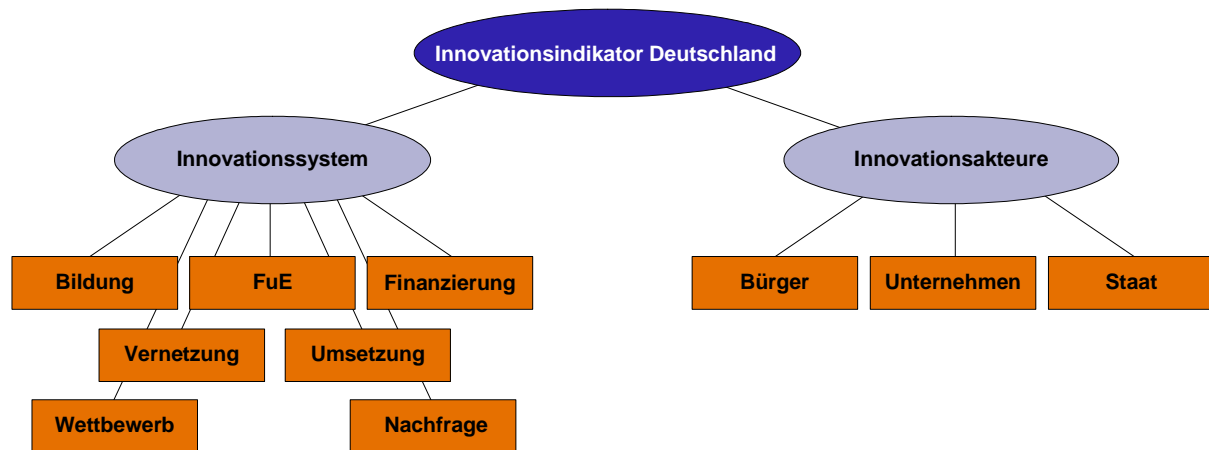 Innovationsindikator Deutschland
Innovationssystem
Innovationsakteure
Bildung
FuE
Finanzierung
Bürger
Unternehmen
Staat
Vernetzung
Umsetzung
Wettbewerb
Nachfrage